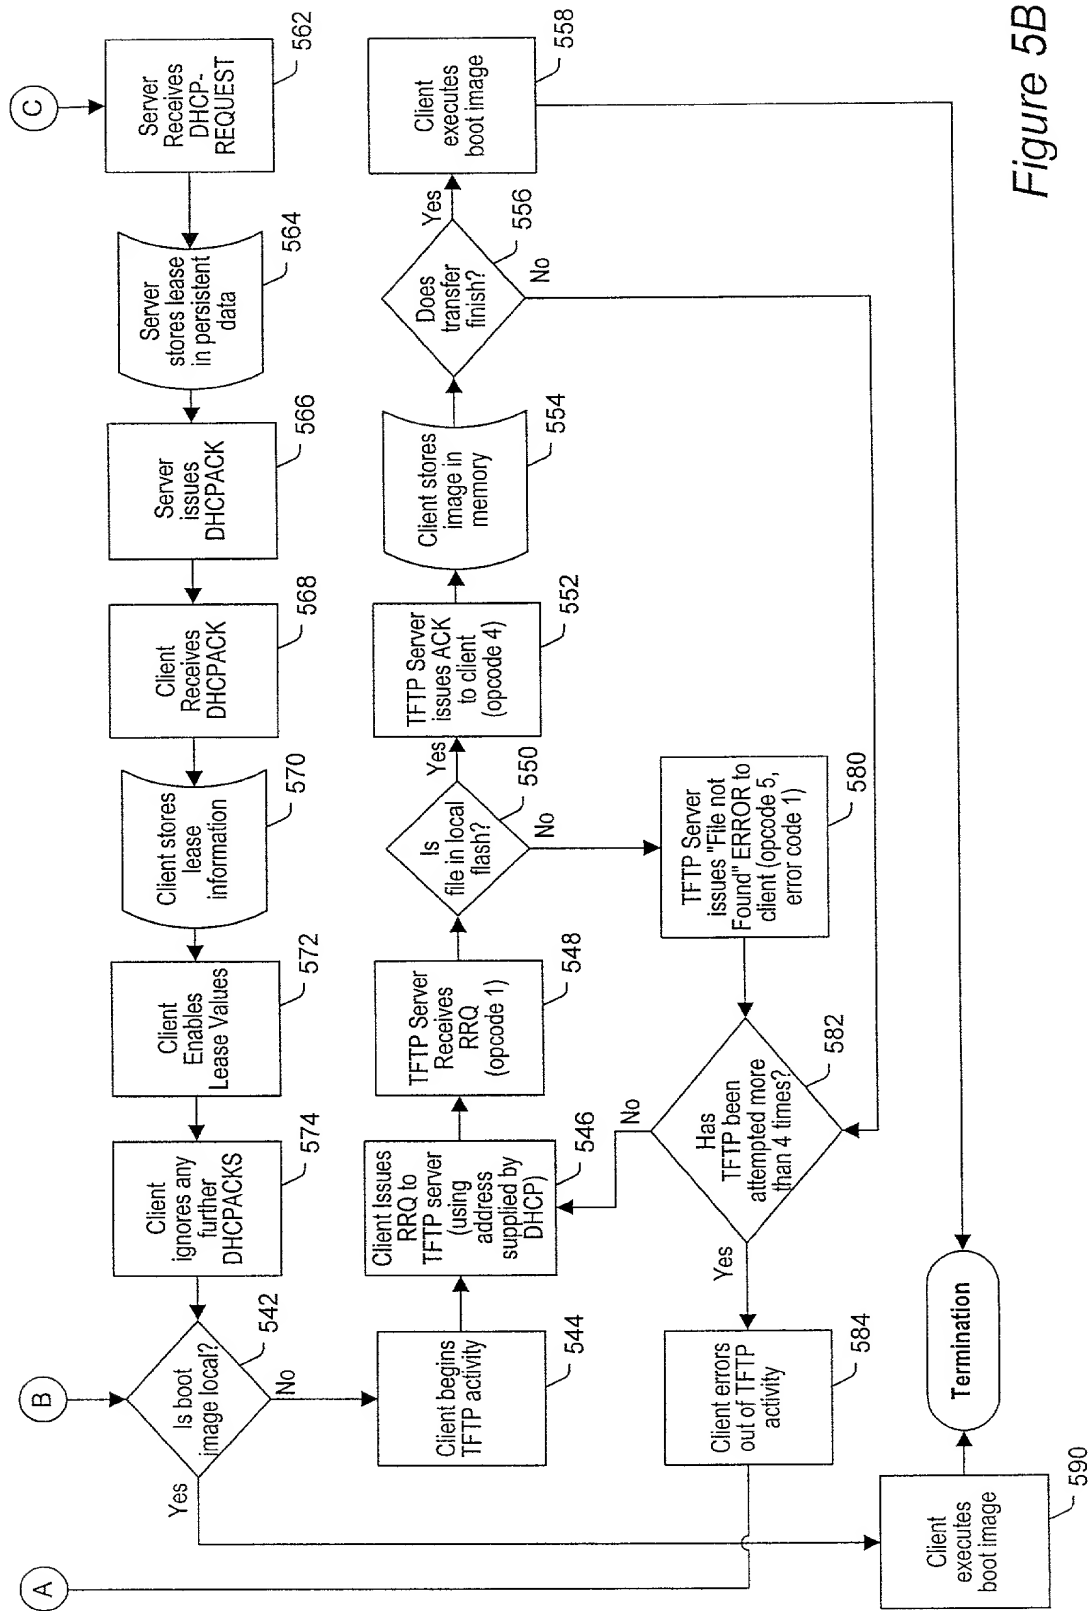 C
Server
Receives
DHCP-
REQUEST
562
Server
stores lease
in persistent
data
564
Server
issues
DHCPACK
566
Client
Receives
DHCPACK
568
Client stores
lease
information
570
Client
Enables
Lease Values
572
Client
ignores any
further
DHCPACKS
574
B
Is boot
image local?
542
Yes
No
Client begins
TFTP activity
544
Client Issues
RRQ to
TFTP server
(using
address
supplied by
DHCP)
546
TFTP Server
Receives
RRQ
(opcode 1)
548
Is
file in local
flash?
550
Yes
No
TFTP Server
issues ACK
to client
(opcode 4)
552
Client stores
image in
memory
554
Does
transfer
finish?
556
Yes
No
Client
executes
boot image
558
TFTP Server
issues "File not
Found" ERROR to
client (opcode 5,
error code 1)
580
Has
TFTP been
attempted more
than 4 times?
582
No
Yes
Client errors
out of TFTP
activity
584
A
Client
executes
boot image
590
Termination
Figure 5B